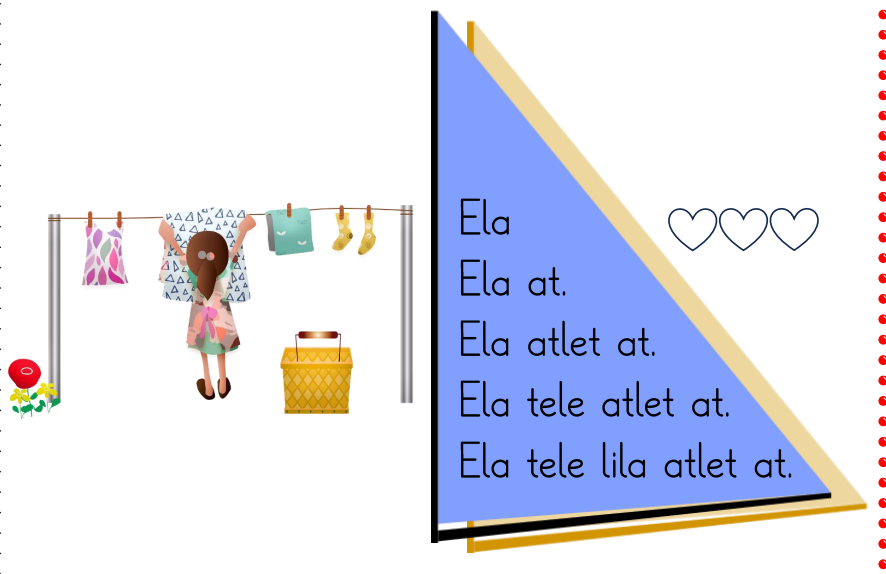 Ela
Ela at.
Ela atlet at.
Ela tele atlet at.
Ela tele lila atlet at.